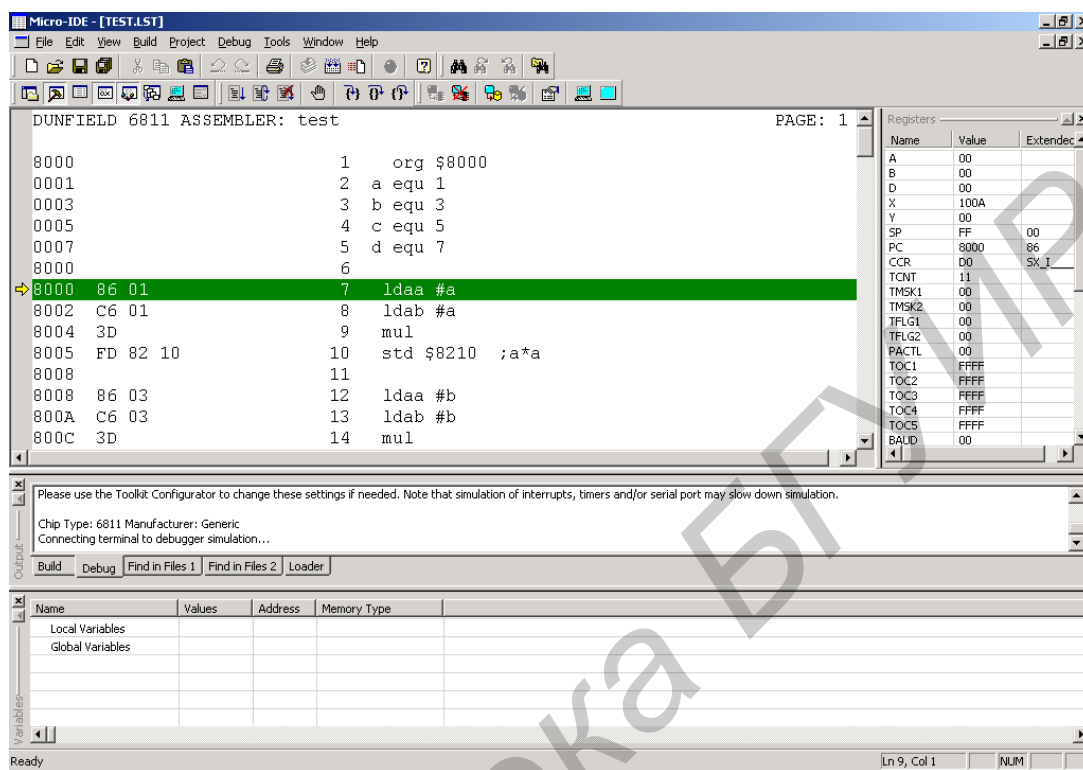 Micro-IDE - [TEST.LST]
File Edit View Build Project Debug Tools Window Help
DUNFIELD 6811 ASSEMBLER: test PAGE: 1
8000 1 org $8000
0001 2 a equ 1
0003 3 b equ 3
0005 4 c equ 5
0007 5 d equ 7
8000 6
8000 86 01 7 ldaa #a
8002 C6 01 8 ldab #a
8004 3D 9 mul
8005 FD 82 10 10 std $8210 ;a*a
8008 11
8008 86 03 12 ldaa #b
800A C6 03 13 ldab #b
800C 3D 14 mul
Registers
Name Value Extended
A 00
B 00
D 00
X 100A
Y 00
SP FF 00
PC 8000 86
CCR D0 SX_I____
TCNT 11
TMSK1 00
TMSK2 00
TFLG1 00
TFLG2 00
PACTL 00
TOC1 FFFF
TOC2 FFFF
TOC3 FFFF
TOC4 FFFF
TOC5 FFFF
BAUD 00
Output
Please use the Toolkit Configurator to change these settings if needed. Note that simulation of interrupts, timers and/or serial port may slow down simulation.
Chip Type: 6811 Manufacturer: Generic
Connecting terminal to debugger simulation...
Build Debug Find in Files 1 Find in Files 2 Loader
Variables
Name Values Address Memory Type
Local Variables
Global Variables
Ready Ln 9, Col 1 NUM
ка БГУИР